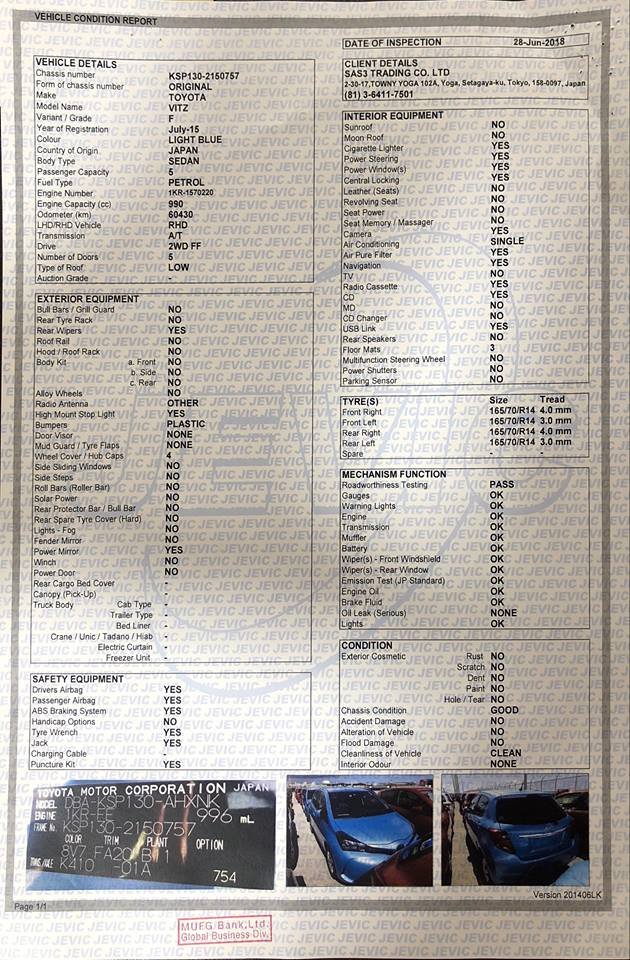 VEHICLE CONDITION REPORT
DATE OF INSPECTION 28-Jun-2018
VEHICLE DETAILS
Chassis number KSP130-2150757
Form of chassis number ORIGINAL
Make TOYOTA
Model Name VITZ
Variant / Grade F
Year of Registration July-15
Colour LIGHT BLUE
Country of Origin JAPAN
Body Type SEDAN
Passenger Capacity 5
Fuel Type PETROL
Engine Number 1KR-1570220
Engine Capacity (cc) 990
Odometer (km) 60430
LHD/RHD Vehicle RHD
Transmission A/T
Drive 2WD FF
Number of Doors 5
Type of Roof LOW
Auction Grade -
EXTERIOR EQUIPMENT
Bull Bars / Grill Guard NO
Rear Tyre Rack NO
Rear Wipers YES
Roof Rail NO
Hood / Roof Rack NO
Body Kit a. Front NO
b. Side NO
c. Rear NO
Alloy Wheels NO
Radio Antenna OTHER
High Mount Stop Light YES
Bumpers PLASTIC
Door Visor NONE
Mud Guard / Tyre Flaps NONE
Wheel Cover / Hub Caps 4
Side Sliding Windows NO
Side Steps NO
Roll Bars (Roller Bar) NO
Solar Power NO
Rear Protector Bar / Bull Bar NO
Rear Spare Tyre Cover (Hard) NO
Lights - Fog NO
Fender Mirror NO
Power Mirror YES
Winch NO
Power Door NO
Rear Cargo Bed Cover -
Canopy (Pick-Up) -
Truck Body Cab Type -
Trailer Type -
Bed Liner -
Crane / Unic / Tadano / Hiab -
Electric Curtain -
Freezer Unit -
SAFETY EQUIPMENT
Drivers Airbag YES
Passenger Airbag YES
ABS Braking System YES
Handicap Options NO
Tyre Wrench YES
Jack YES
Charging Cable -
Puncture Kit YES
CLIENT DETAILS
SAS3 TRADING CO. LTD
2-30-17,TOWNY YOGA 102A, Yoga, Setagaya-ku, Tokyo, 158-0097, Japan
(81) 3-6411-7501
INTERIOR EQUIPMENT
Sunroof NO
Moon Roof NO
Cigarette Lighter YES
Power Steering YES
Power Window(s) YES
Central Locking YES
Leather (Seats) NO
Revolving Seat NO
Seat Power NO
Seat Memory / Massager NO
Camera YES
Air Conditioning SINGLE
Air Pure Filter YES
Navigation YES
TV NO
Radio Cassette YES
CD YES
MD NO
CD Changer NO
USB Link YES
Rear Speakers NO
Floor Mats 3
Multifunction Steering Wheel NO
Power Shutters NO
Parking Sensor NO
TYRE(S) Size Tread
Front Right 165/70/R14 4.0 mm
Front Left 165/70/R14 3.0 mm
Rear Right 165/70/R14 4.0 mm
Rear Left 165/70/R14 3.0 mm
Spare - -
MECHANISM FUNCTION
Roadworthiness Testing PASS
Gauges OK
Warning Lights OK
Engine OK
Transmission OK
Muffler OK
Battery OK
Wiper(s) - Front Windshield OK
Wiper(s) - Rear Window OK
Emission Test (JP Standard) OK
Engine Oil OK
Brake Fluid OK
Oil Leak (Serious) NONE
Lights OK
CONDITION
Exterior Cosmetic Rust NO
Scratch NO
Dent NO
Paint NO
Hole / Tear NO
Chassis Condition GOOD
Accident Damage NO
Alteration of Vehicle NO
Flood Damage NO
Cleanliness of Vehicle CLEAN
Interior Odour NONE
TOYOTA MOTOR CORPORATION JAPAN
MODEL DBA-KSP130-AHXNK
ENGINE 1KR-FE 996 mL
FRAME No. KSP130-2150757
COLOR TRIM PLANT OPTION
8V7 FA20 B11
TRANS./AXLE K410 -01A
754
Version 201406LK
Page 1/1
MUFG Bank,Ltd.
Global Business Div.
JEVIC